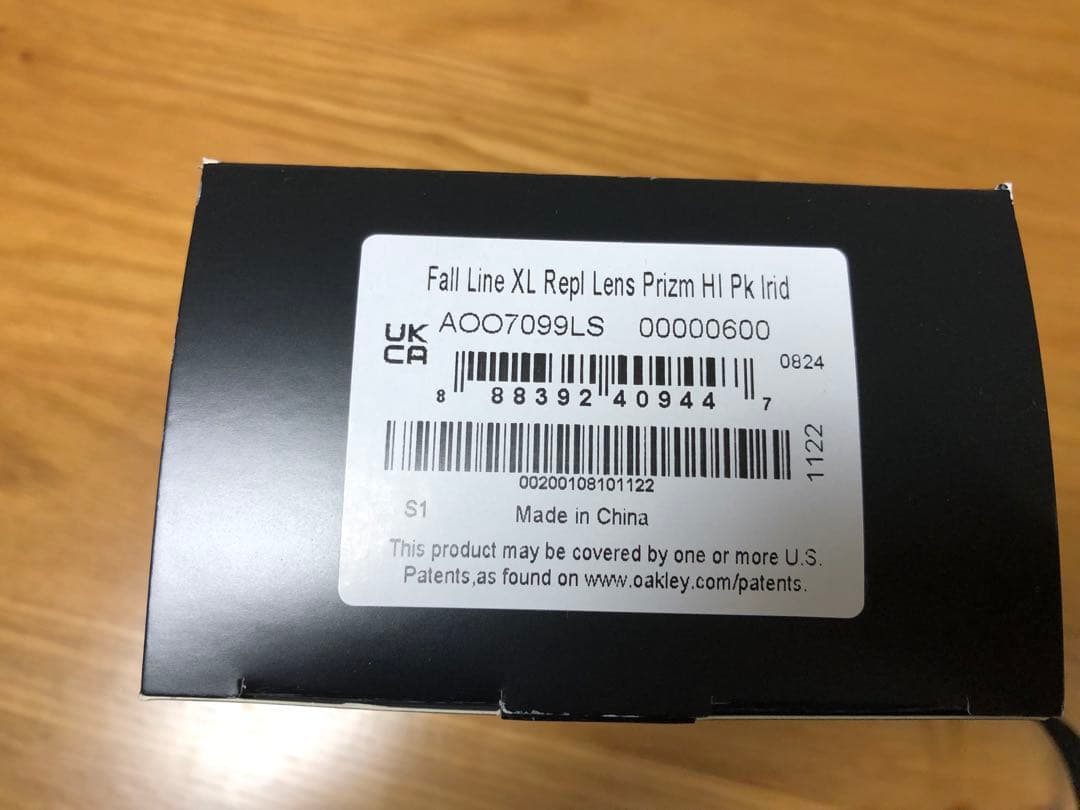 Fall Line XL Repl Lens Prizm HI Pk Irid
UK
CA
AOO7099LS 00000600
0824
8 88392 40944 7
1122
00200108101122
S1
Made in China
This product may be covered by one or more U.S.
Patents,as found on www.oakley.com/patents.